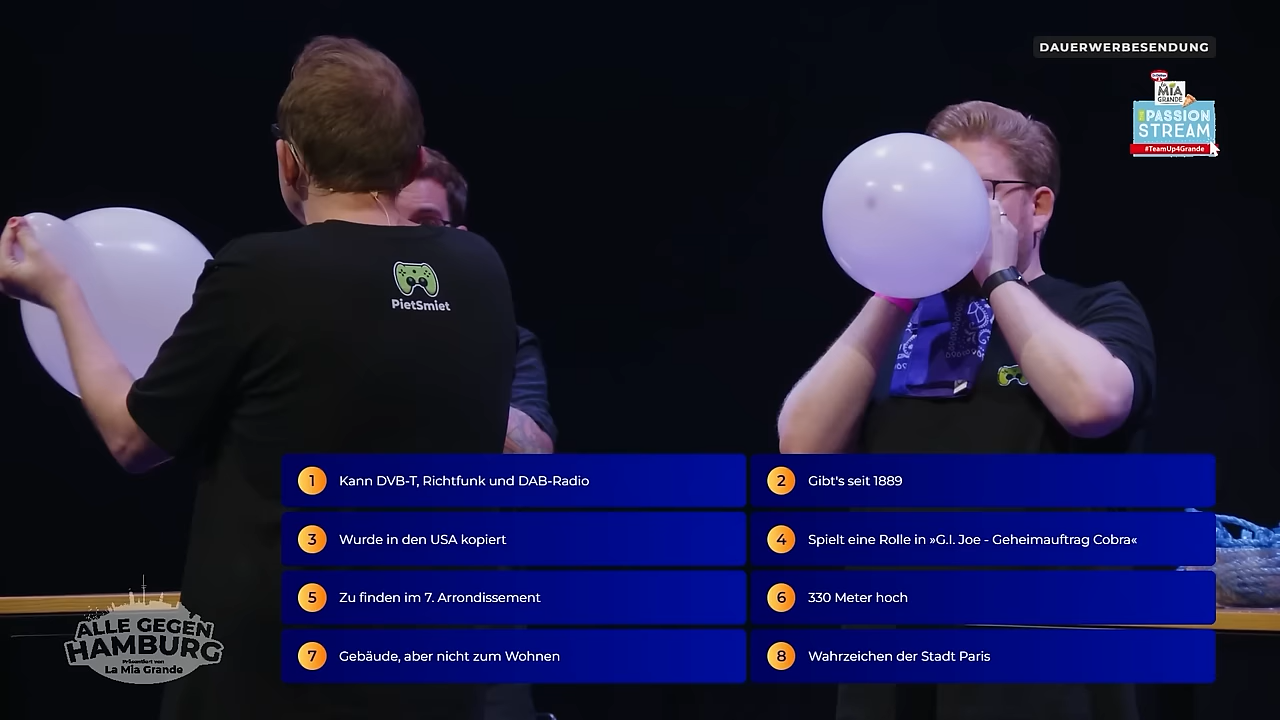 DAUERWERBESENDUNG
LA
MIA
GRANDE
PASSION
STREAM
#TeamUp4Grande
PietSmiet
1 Kann DVB-T, Richtfunk und DAB-Radio
2 Gibt's seit 1889
3 Wurde in den USA kopiert
4 Spielt eine Rolle in »G.I. Joe - Geheimauftrag Cobra«
5 Zu finden im 7. Arrondissement
6 330 Meter hoch
7 Gebäude, aber nicht zum Wohnen
8 Wahrzeichen der Stadt Paris
ALLE GEGEN
HAMBURG
Präsentiert von
La Mia Grande